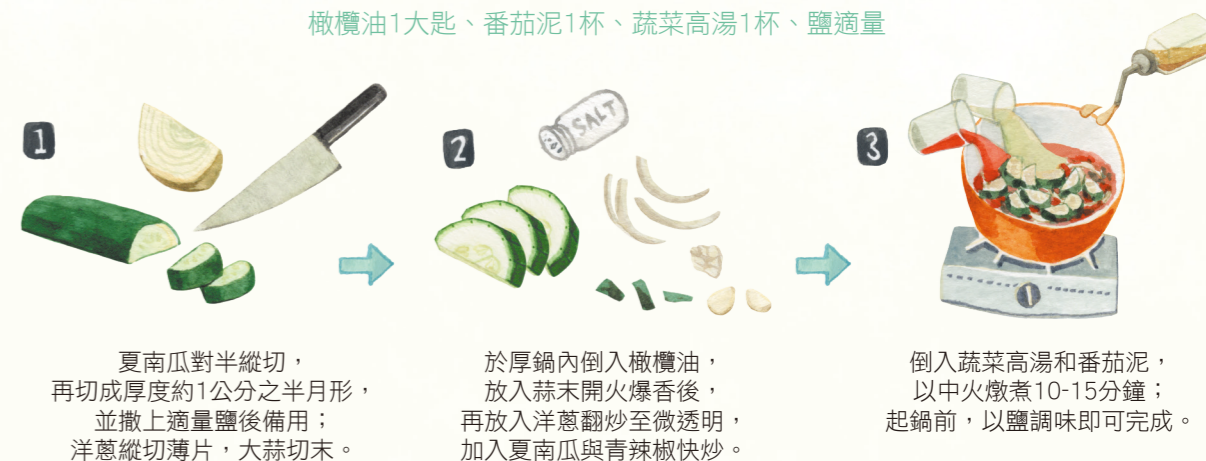 橄欖油1大匙、番茄泥1杯、蔬菜高湯1杯、鹽適量
1
夏南瓜對半縱切，
再切成厚度約1公分之半月形，
並撒上適量鹽後備用；
洋蔥縱切薄片，大蒜切末。
2
SALT
於厚鍋內倒入橄欖油，
放入蒜末開火爆香後，
再放入洋蔥翻炒至微透明，
加入夏南瓜與青辣椒快炒。
3
倒入蔬菜高湯和番茄泥，
以中火燉煮10-15分鐘；
起鍋前，以鹽調味即可完成。